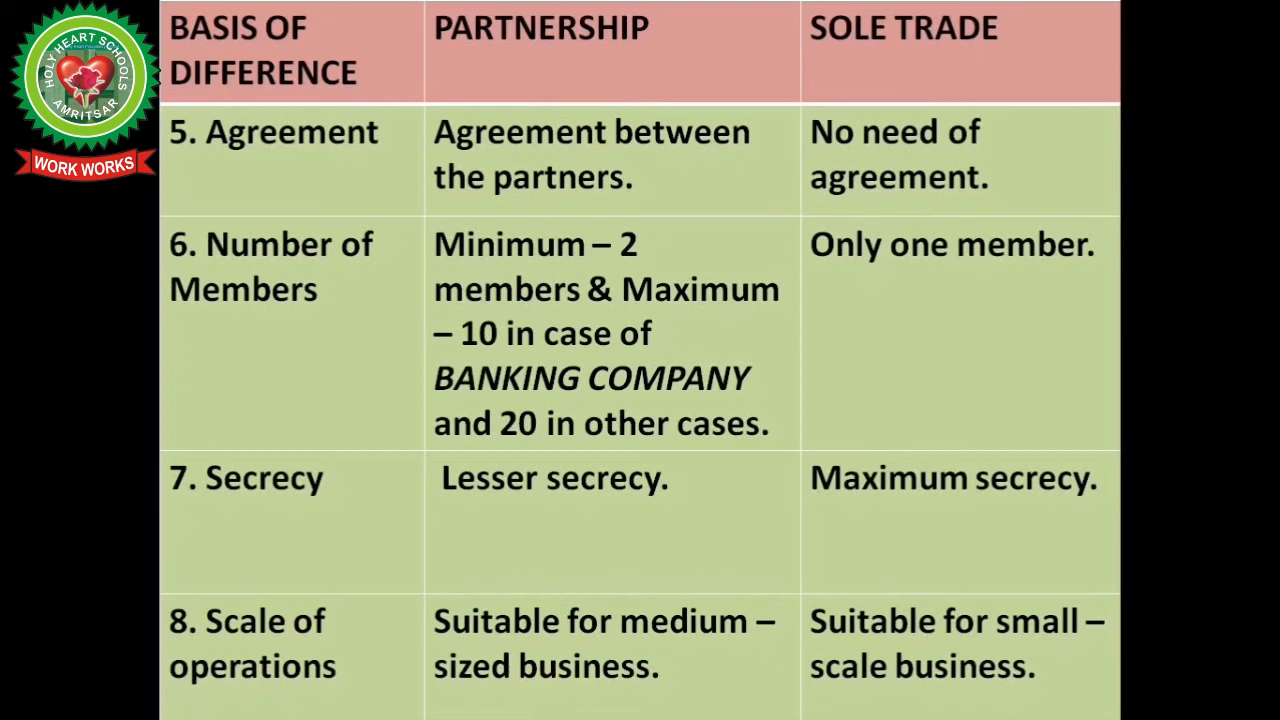 HOLY HEART SCHOOLS
AMRITSAR
WORK WORKS
BASIS OF
DIFFERENCE
PARTNERSHIP
SOLE TRADE
5. Agreement
Agreement between
the partners.
No need of
agreement.
6. Number of
Members
Minimum – 2
members & Maximum
– 10 in case of
BANKING COMPANY
and 20 in other cases.
Only one member.
7. Secrecy
Lesser secrecy.
Maximum secrecy.
8. Scale of
operations
Suitable for medium –
sized business.
Suitable for small –
scale business.